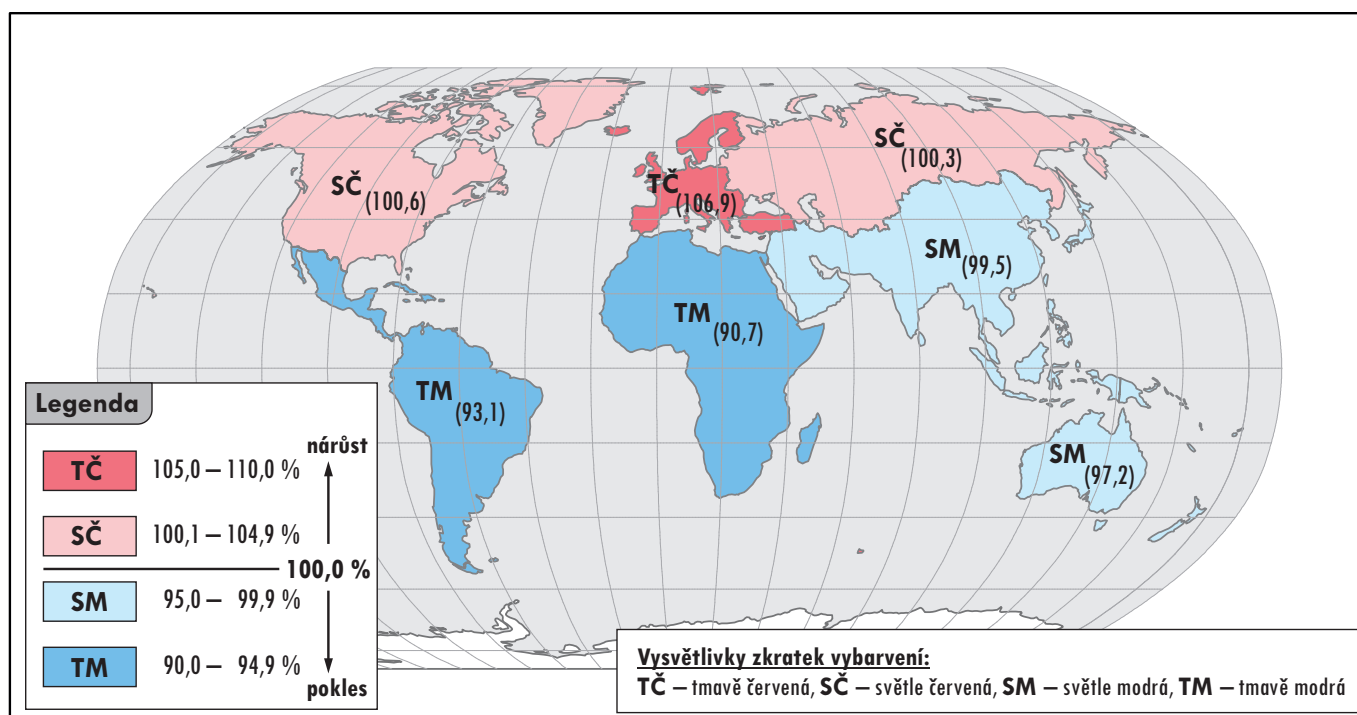 SČ (100,6)
TČ (106,9)
SČ (100,3)
SM (99,5)
TM (90,7)
TM (93,1)
SM (97,2)
Legenda
nárůst
TČ 105,0 – 110,0 %
SČ 100,1 – 104,9 %
100,0 %
SM 95,0 – 99,9 %
TM 90,0 – 94,9 %
pokles
Vysvětlivky zkratek vybarvení:
TČ – tmavě červená, SČ – světle červená, SM – světle modrá, TM – tmavě modrá